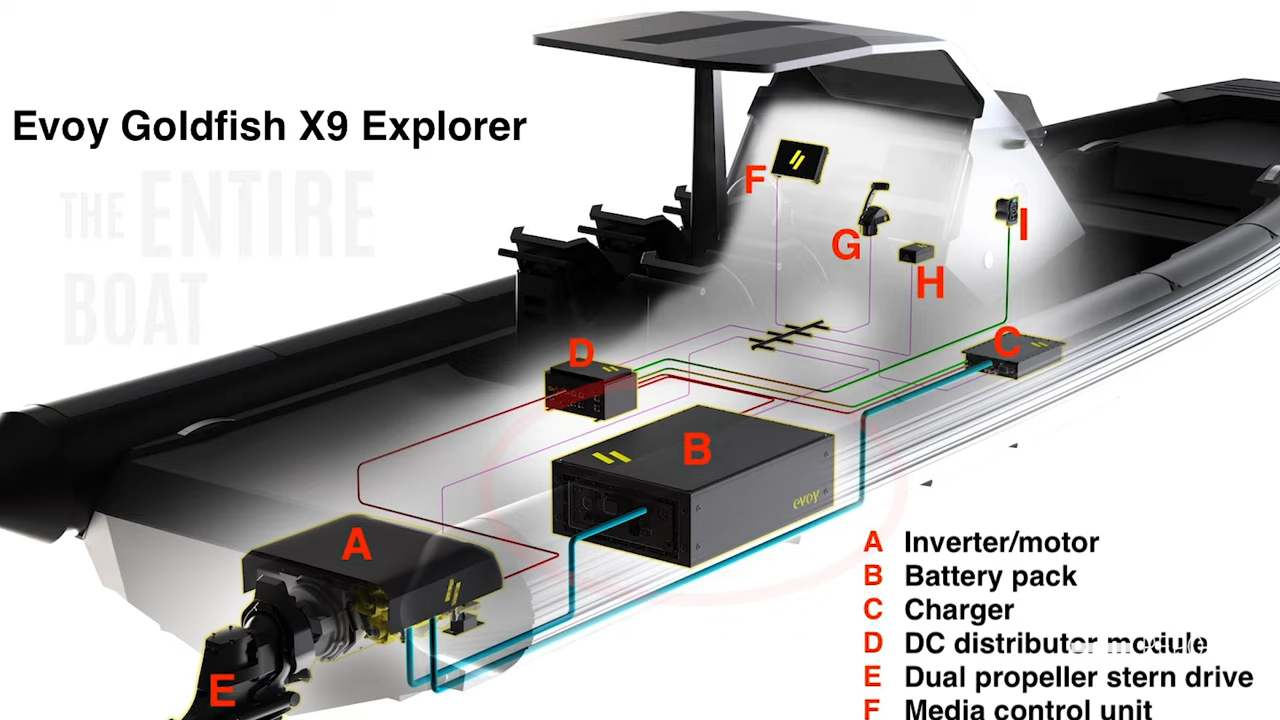 Evoy Goldfish X9 Explorer
THE ENTIRE
BOAT
F
G
I
H
D
C
B
evoy
A
E
A Inverter/motor
B Battery pack
C Charger
D DC distributor module
E Dual propeller stern drive
F Media control unit